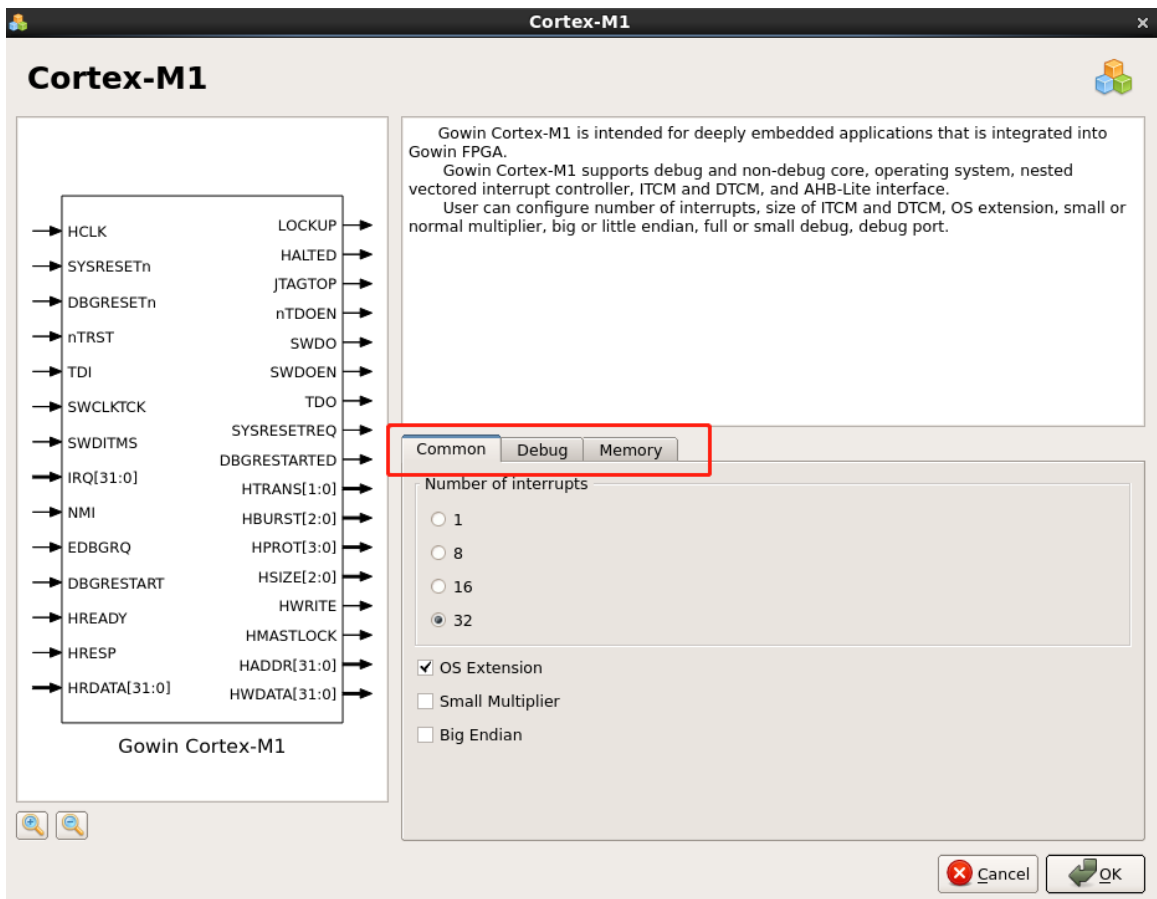 Cortex-M1
Cortex-M1
HCLK
SYSRESETn
DBGRESETn
nTRST
TDI
SWCLKTCK
SWDITMS
IRQ[31:0]
NMI
EDBGRQ
DBGRESTART
HREADY
HRESP
HRDATA[31:0]
LOCKUP
HALTED
JTAGTOP
nTDOEN
SWDO
SWDOEN
TDO
SYSRESETREQ
DBGRESTARTED
HTRANS[1:0]
HBURST[2:0]
HPROT[3:0]
HSIZE[2:0]
HWRITE
HMASTLOCK
HADDR[31:0]
HWDATA[31:0]
Gowin Cortex-M1
Gowin Cortex-M1 is intended for deeply embedded applications that is integrated into
Gowin FPGA.
Gowin Cortex-M1 supports debug and non-debug core, operating system, nested
vectored interrupt controller, ITCM and DTCM, and AHB-Lite interface.
User can configure number of interrupts, size of ITCM and DTCM, OS extension, small or
normal multiplier, big or little endian, full or small debug, debug port.
Common Debug Memory
Number of interrupts
1
8
16
32
OS Extension
Small Multiplier
Big Endian
Cancel OK